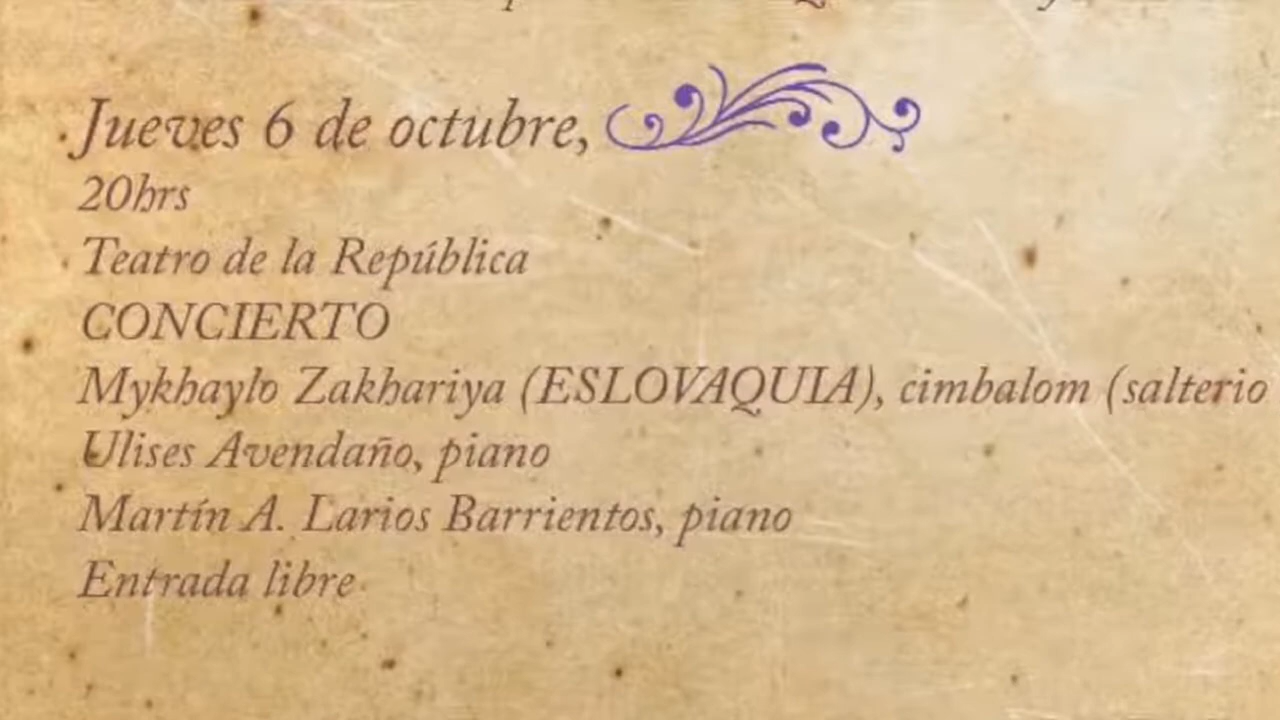 Jueves 6 de octubre,
20hrs
Teatro de la República
CONCIERTO
Mykhaylo Zakhariya (ESLOVAQUIA), cimbalom (salterio
Ulises Avendaño, piano
Martín A. Larios Barrientos, piano
Entrada libre